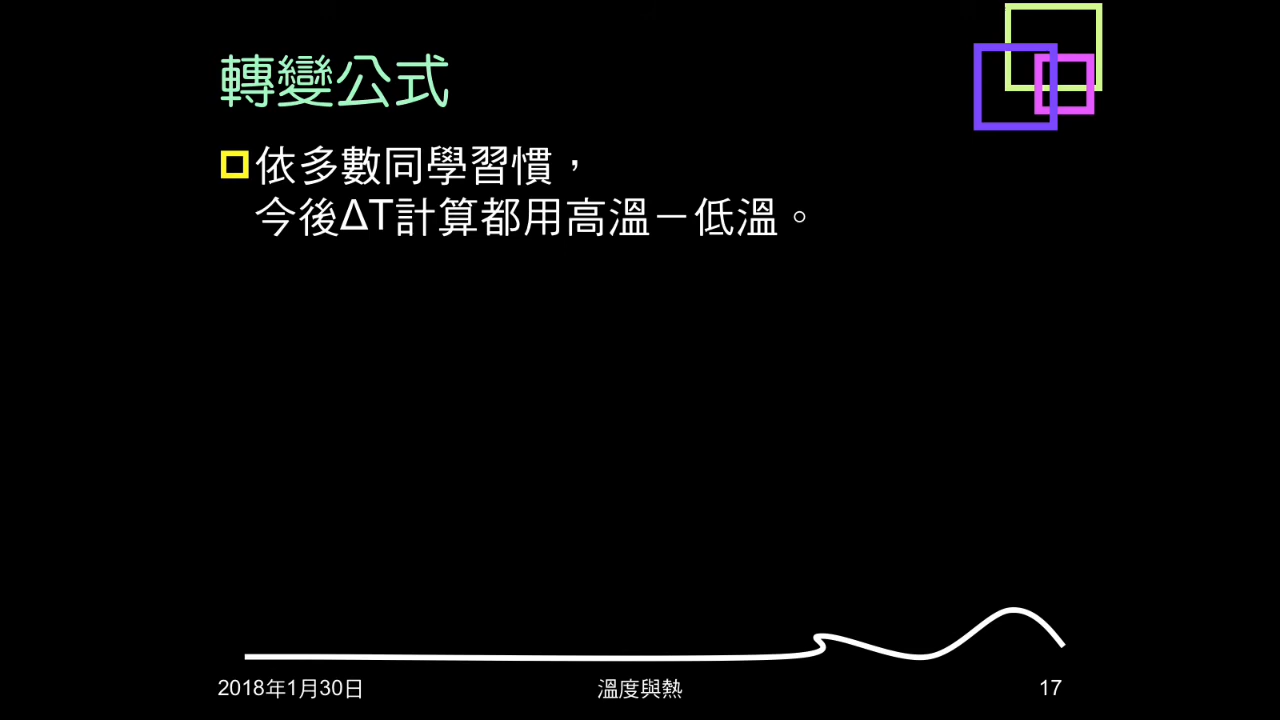 轉變公式
依多數同學習慣，
今後ΔT計算都用高溫－低溫。
2018年1月30日
溫度與熱
17